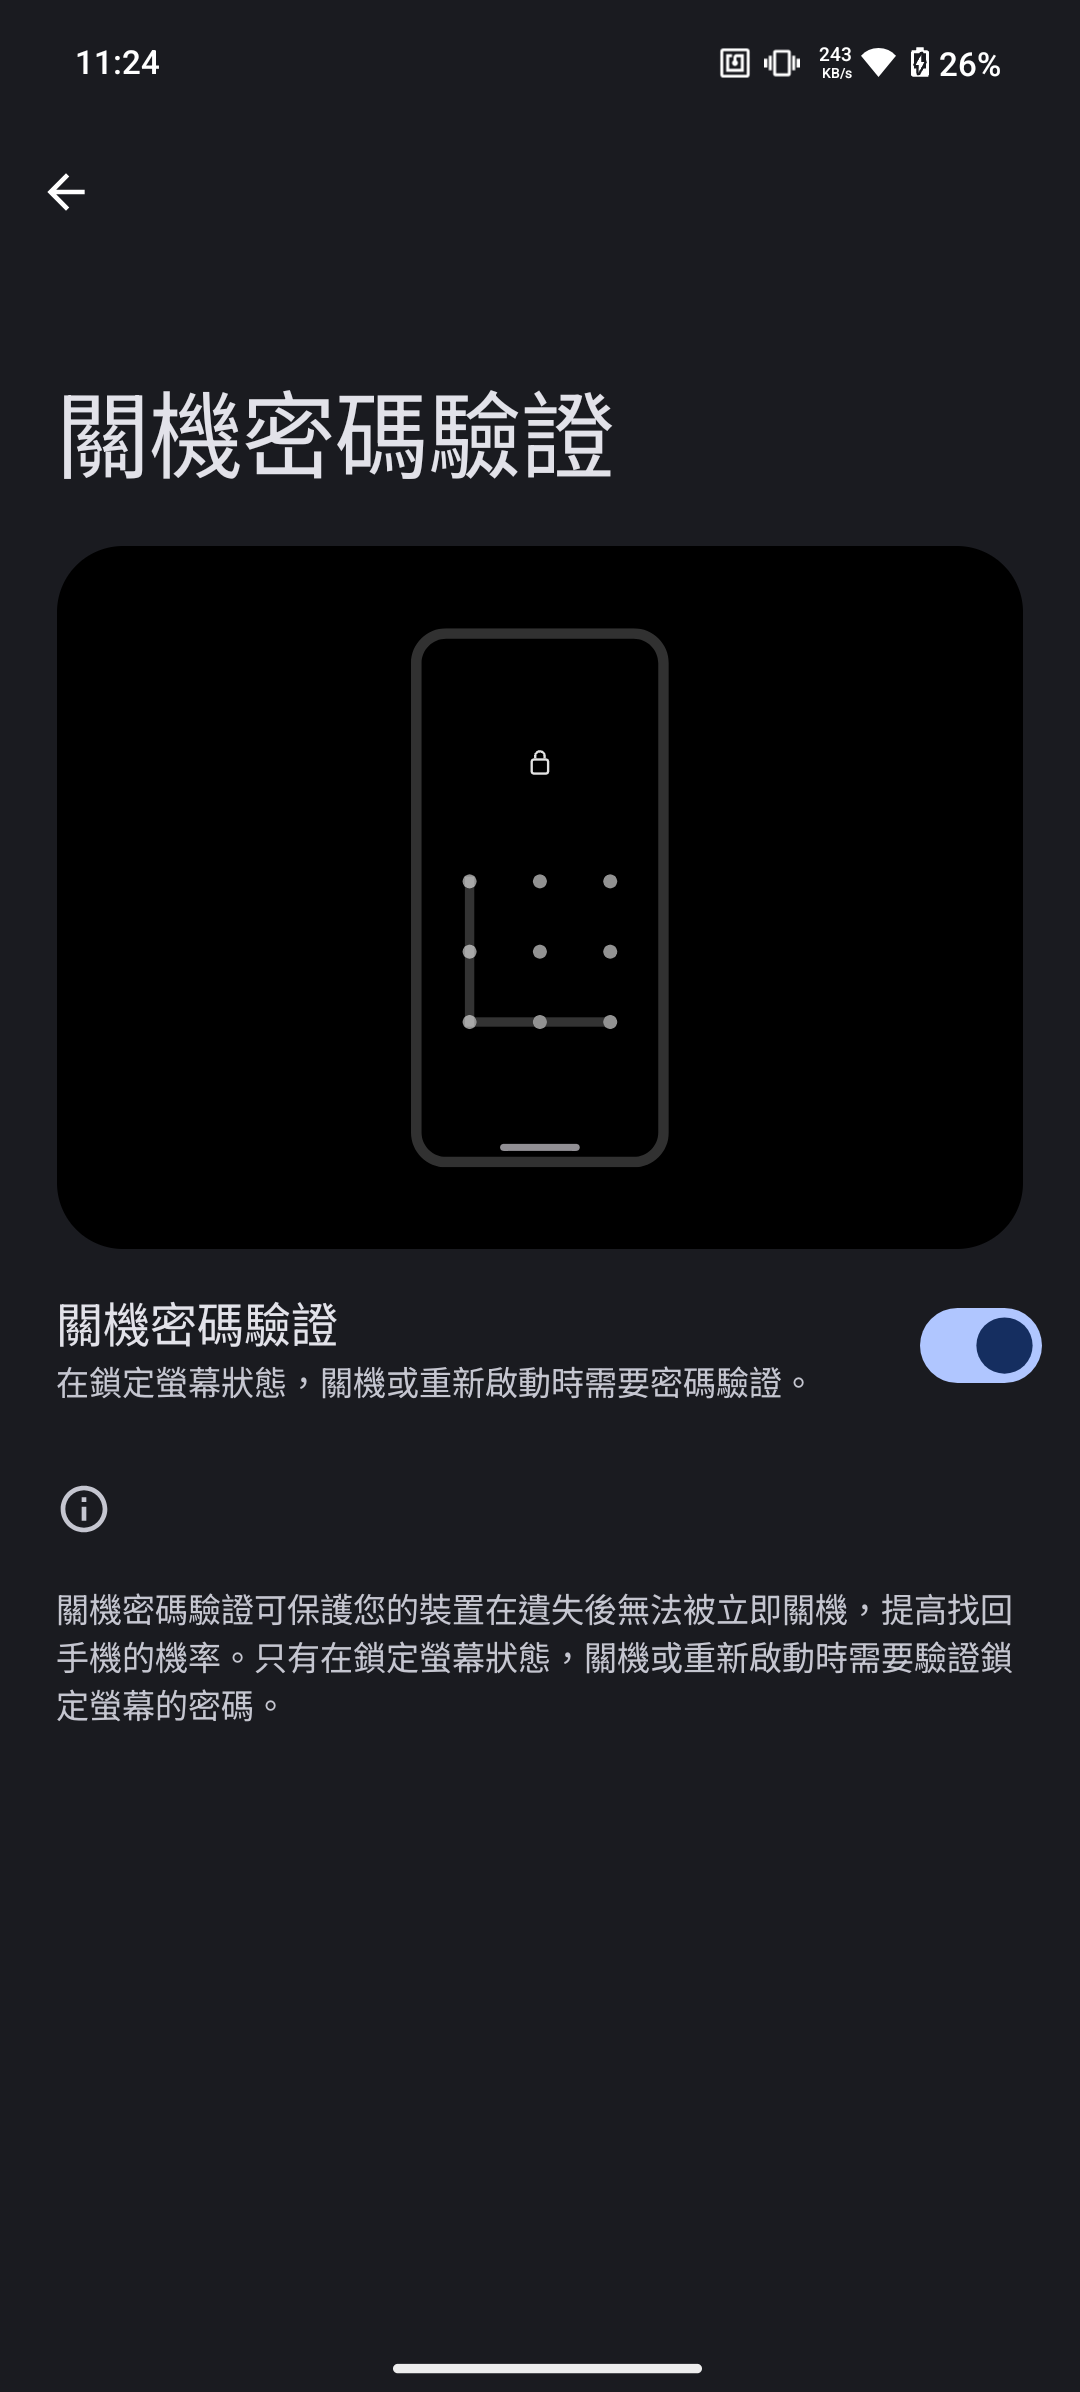 11:24
243
KB/s
26%
關機密碼驗證
關機密碼驗證
在鎖定螢幕狀態，關機或重新啟動時需要密碼驗證。
關機密碼驗證可保護您的裝置在遺失後無法被立即關機，提高找回
手機的機率。只有在鎖定螢幕狀態，關機或重新啟動時需要驗證鎖
定螢幕的密碼。